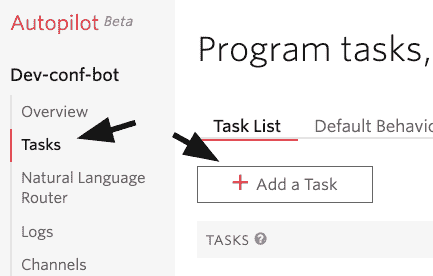 Autopilot Beta
Dev-conf-bot
Overview
Tasks
Natural Language
Router
Logs
Channels
Program tasks,
Task List Default Behavio
+ Add a Task
TASKS ?